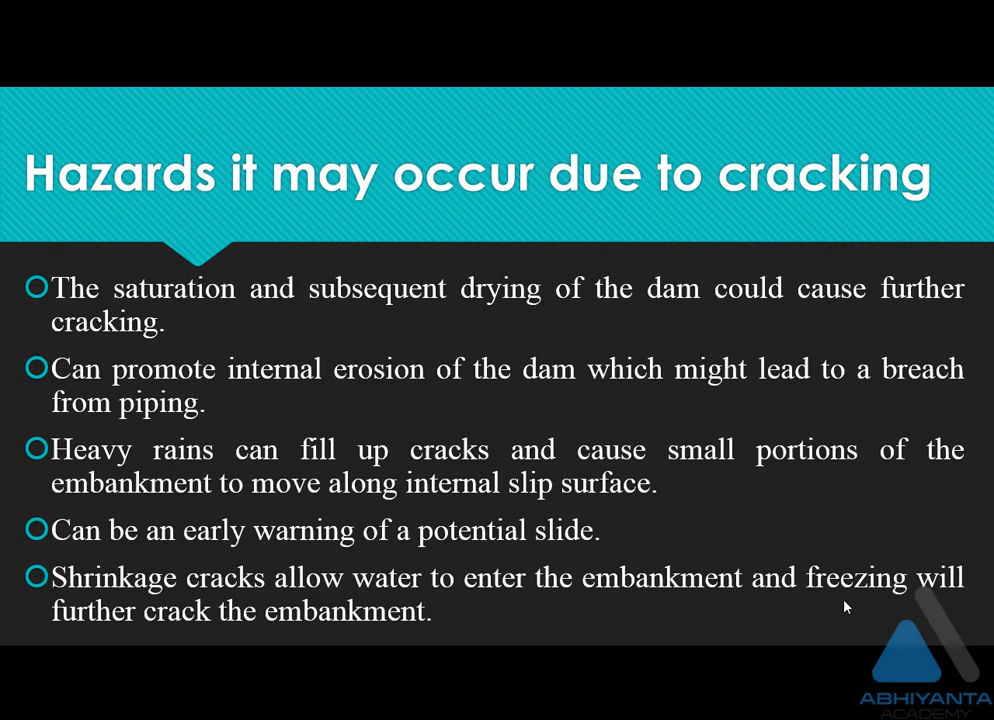 Hazards it may occur due to cracking
The saturation and subsequent drying of the dam could cause further
cracking.
Can promote internal erosion of the dam which might lead to a breach
from piping.
Heavy rains can fill up cracks and cause small portions of the
embankment to move along internal slip surface.
Can be an early warning of a potential slide.
Shrinkage cracks allow water to enter the embankment and freezing will
further crack the embankment.
ABHIYANTA
ACADEMY